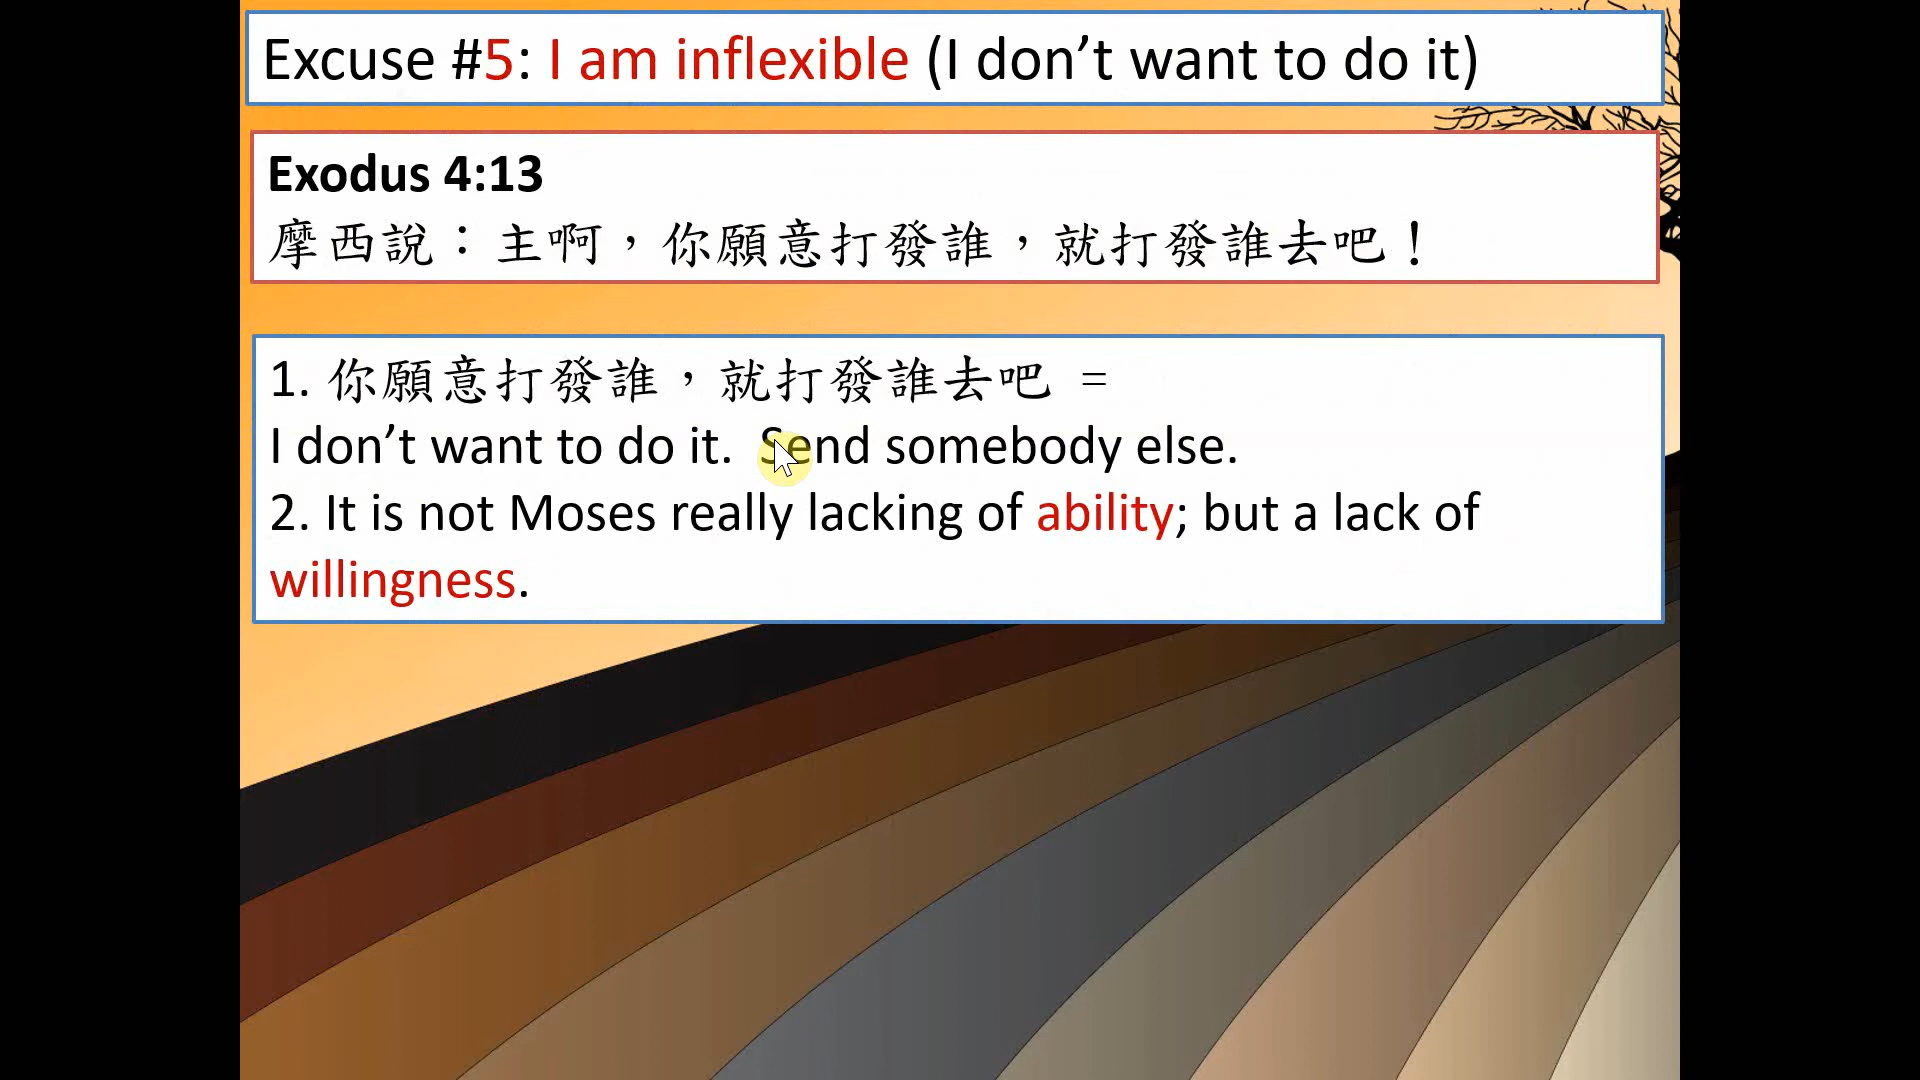 Excuse #5: I am inflexible (I don’t want to do it)
Exodus 4:13
摩西說：主啊，你願意打發誰，就打發誰去吧！
1. 你願意打發誰，就打發誰去吧 =
I don’t want to do it.  Send somebody else.
2. It is not Moses really lacking of ability; but a lack of
willingness.